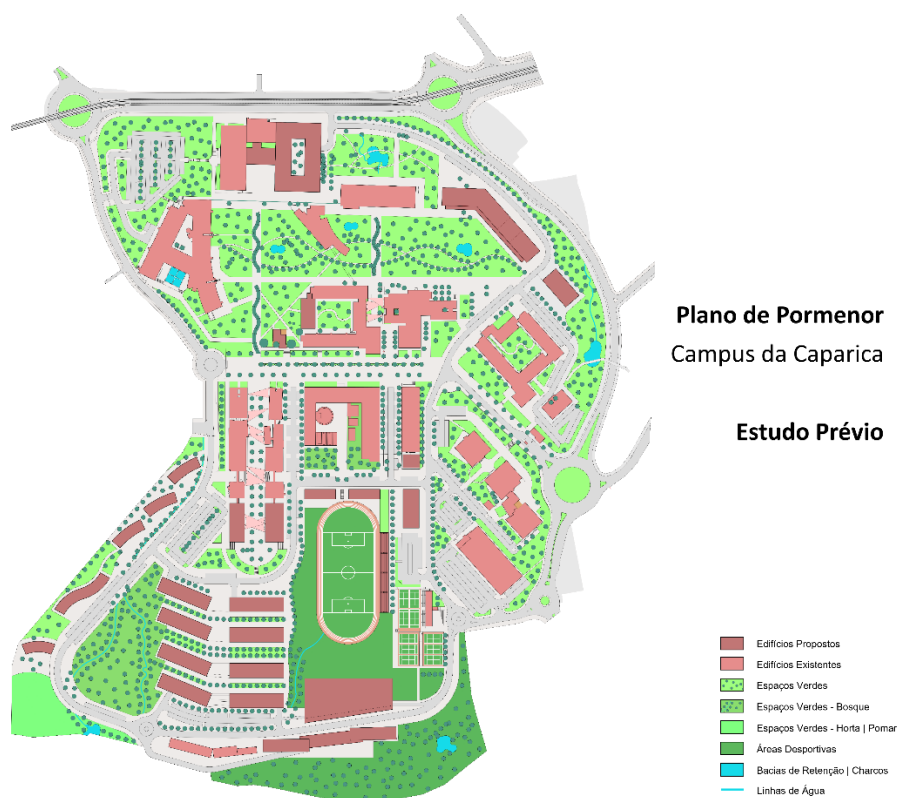 Plano de Pormenor
Campus da Caparica
Estudo Prévio
Edifícios Propostos
Edifícios Existentes
Espaços Verdes
Espaços Verdes - Bosque
Espaços Verdes - Horta | Pomar
Áreas Desportivas
Bacias de Retenção | Charcos
Linhas de Água